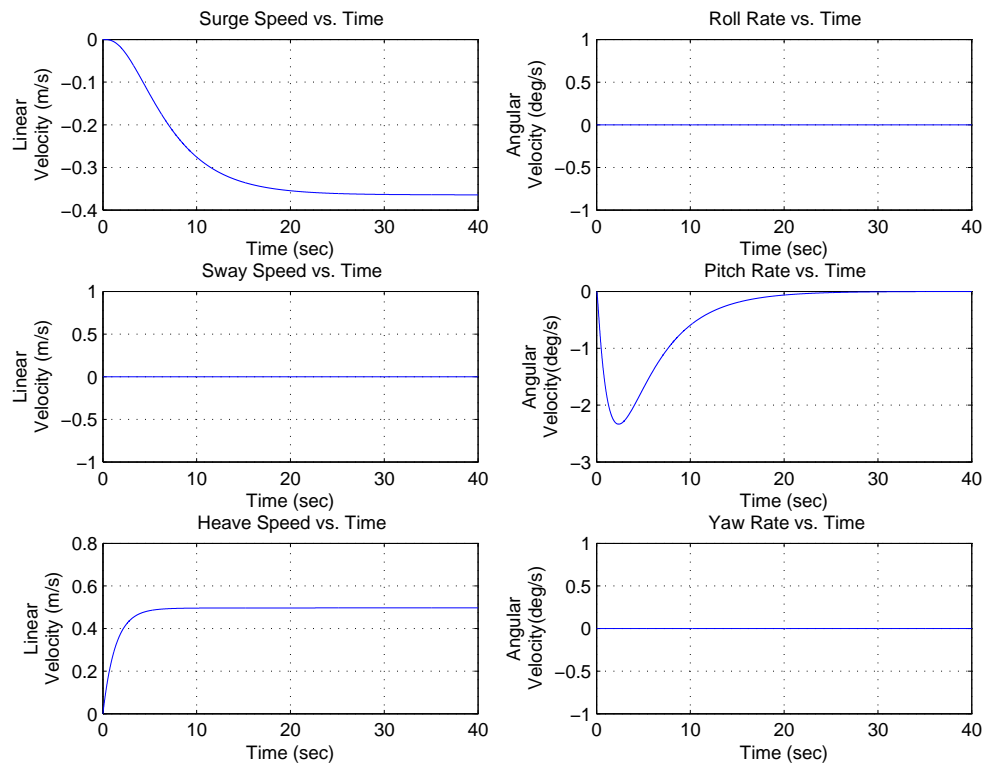 Surge Speed vs. Time
0
−0.1
−0.2
−0.3
−0.4
Linear
Velocity (m/s)
0 10 20 30 40
Time (sec)
Roll Rate vs. Time
1
0.5
0
−0.5
−1
Angular
Velocity (deg/s)
0 10 20 30 40
Time (sec)
Sway Speed vs. Time
1
0.5
0
−0.5
−1
Linear
Velocity (m/s)
0 10 20 30 40
Time (sec)
Pitch Rate vs. Time
0
−1
−2
−3
Angular
Velocity(deg/s)
0 10 20 30 40
Time (sec)
Heave Speed vs. Time
0.8
0.6
0.4
0.2
0
Linear
Velocity (m/s)
0 10 20 30 40
Time (sec)
Yaw Rate vs. Time
1
0.5
0
−0.5
−1
Angular
Velocity(deg/s)
0 10 20 30 40
Time (sec)